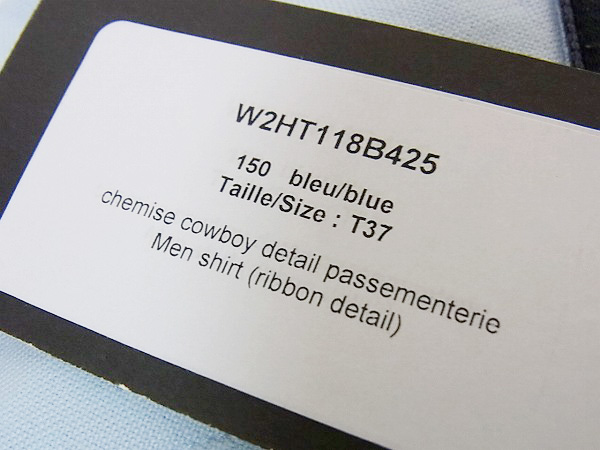 W2HT118B425
150 bleu/blue
Taille/Size : T37
chemise cowboy detail passementerie
Men shirt (ribbon detail)